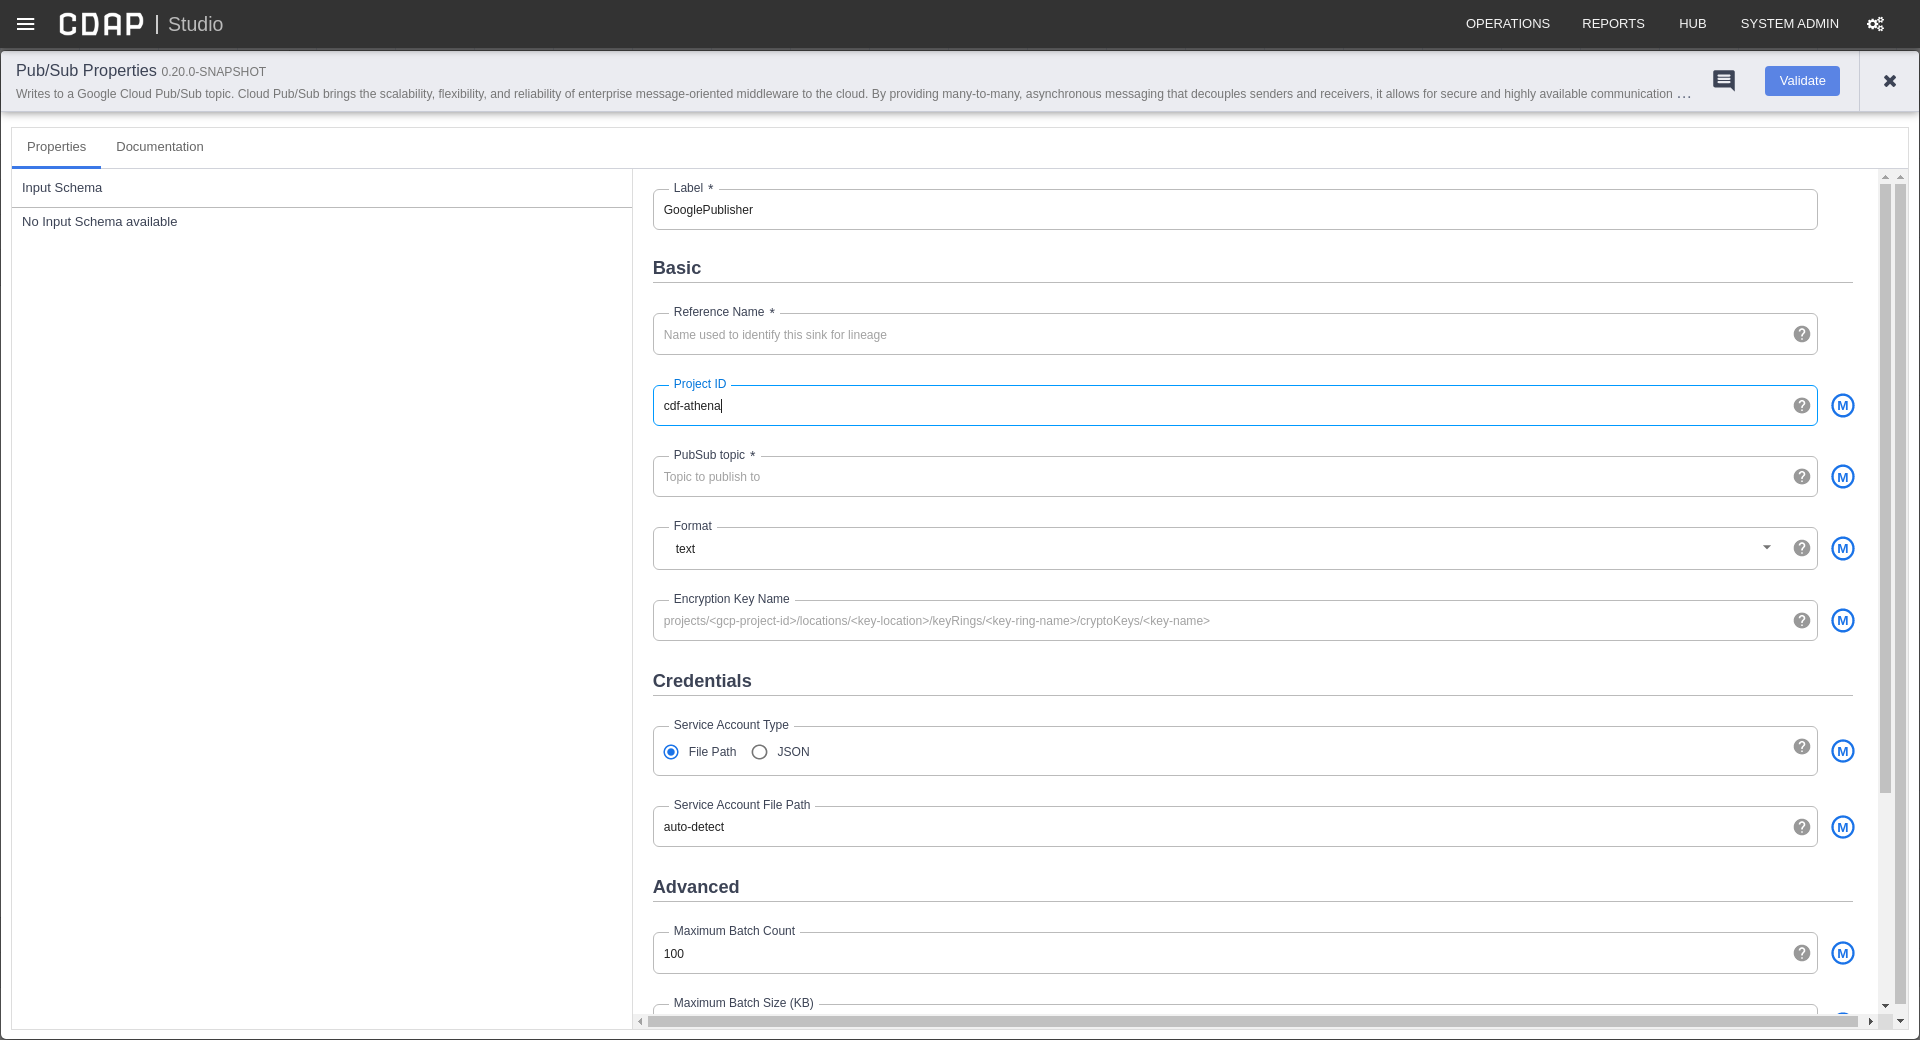 CDAP | Studio OPERATIONS REPORTS HUB SYSTEM ADMIN
Pub/Sub Properties 0.20.0-SNAPSHOT
Writes to a Google Cloud Pub/Sub topic. Cloud Pub/Sub brings the scalability, flexibility, and reliability of enterprise message-oriented middleware to the cloud. By providing many-to-many, asynchronous messaging that decouples senders and receivers, it allows for secure and highly available communication ...
Validate
Properties Documentation
Input Schema
No Input Schema available
Label *
GooglePublisher
Basic
Reference Name *
Name used to identify this sink for lineage
Project ID
cdf-athena
M
PubSub topic *
Topic to publish to
M
Format
text
M
Encryption Key Name
projects/<gcp-project-id>/locations/<key-location>/keyRings/<key-ring-name>/cryptoKeys/<key-name>
M
Credentials
Service Account Type
File Path JSON
M
Service Account File Path
auto-detect
M
Advanced
Maximum Batch Count
100
M
Maximum Batch Size (KB)